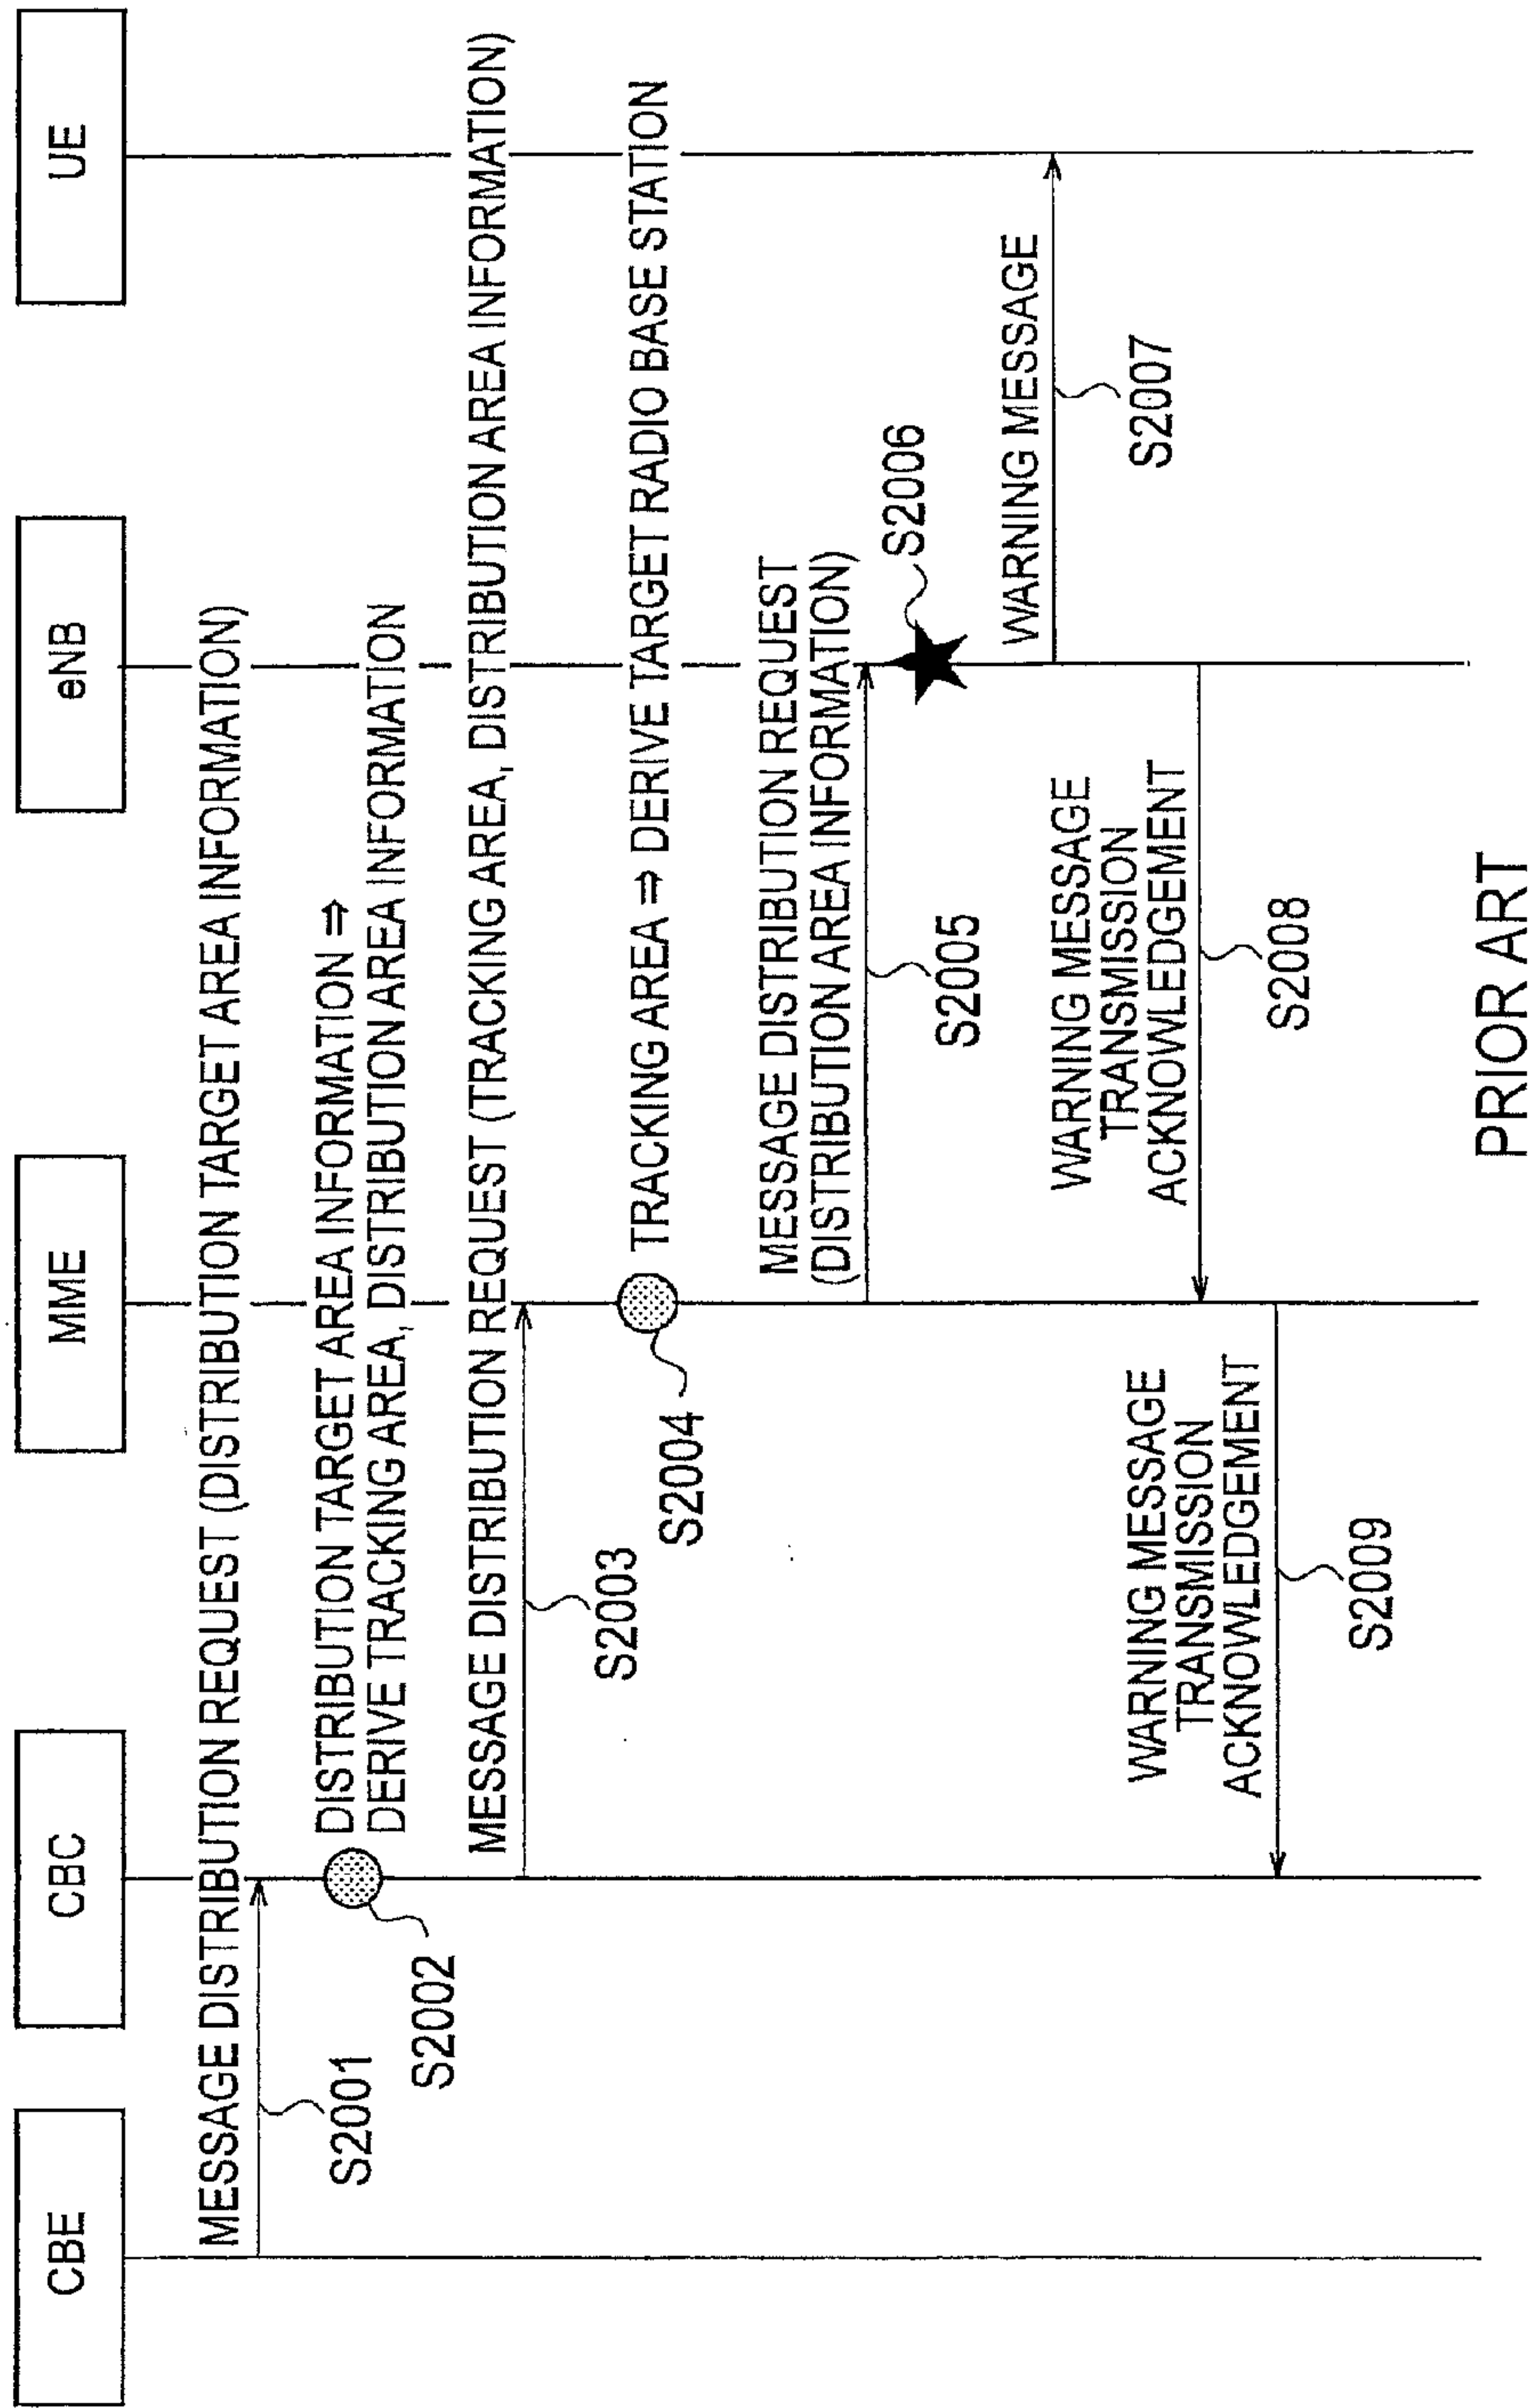 CBE
CBC
MME
eNB
UE
MESSAGE DISTRIBUTION REQUEST (DISTRIBUTION TARGET AREA INFORMATION)
S2001
DISTRIBUTION TARGET AREA INFORMATION ⇒
DERIVE TRACKING AREA, DISTRIBUTION AREA INFORMATION
S2002
MESSAGE DISTRIBUTION REQUEST (TRACKING AREA, DISTRIBUTION AREA INFORMATION)
S2003
TRACKING AREA ⇒ DERIVE TARGET RADIO BASE STATION
S2004
MESSAGE DISTRIBUTION REQUEST
(DISTRIBUTION AREA INFORMATION)
S2005
S2006
WARNING MESSAGE
S2007
WARNING MESSAGE
TRANSMISSION
ACKNOWLEDGEMENT
S2008
WARNING MESSAGE
TRANSMISSION
ACKNOWLEDGEMENT
S2009
PRIOR ART